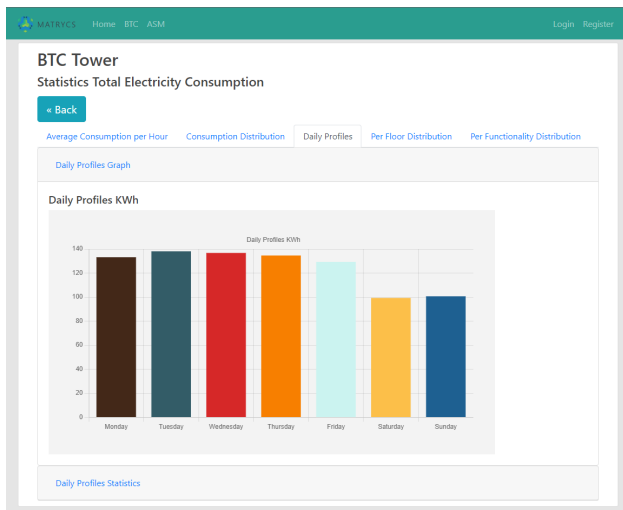 MATRYCS Home BTC ASM Login Register
BTC Tower
Statistics Total Electricity Consumption
« Back
Average Consumption per Hour Consumption Distribution Daily Profiles Per Floor Distribution Per Functionality Distribution
Daily Profiles Graph
Daily Profiles KWh
Daily Profiles KWh
140
120
100
80
60
40
20
0
Monday Tuesday Wednesday Thursday Friday Saturday Sunday
Daily Profiles Statistics